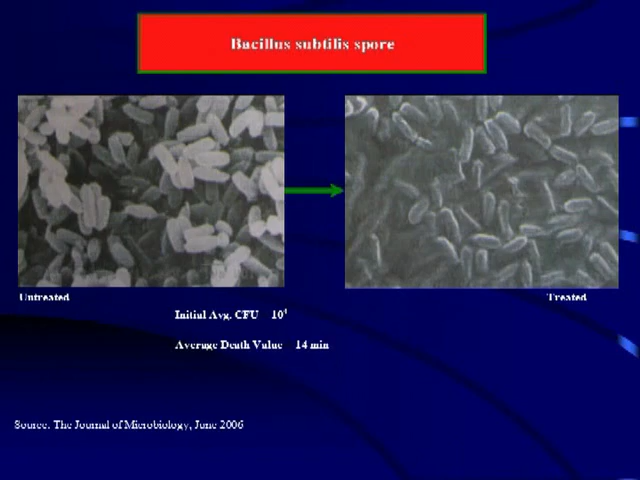 Bacillus subtilis spore
Untreated
Treated
Initial Avg. CFU 10⁴
Average Death Value 14 min
Source: The Journal of Microbiology, June 2006